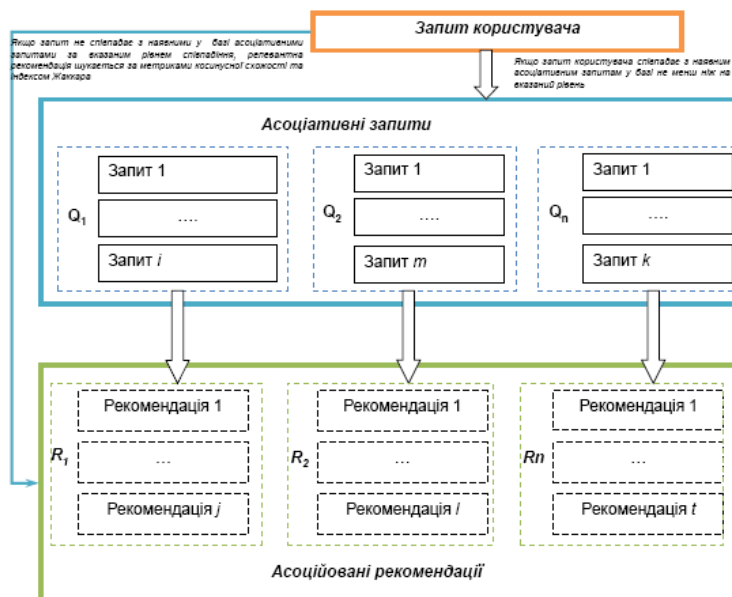 Запит користувача
Якщо запит не співпадає з наявними у базі асоціативними
запитами за вказаним рівнем співпадіння, релевантна
рекомендація шукається за метриками косинусної схожості та
Індексом Жаккара
Якщо запит користувача співпадає з наявним
асоціативним запитам у базі не менш ніж на
вказаний рівень
Асоціативні запити
Q1
Запит 1
....
Запит i
Q2
Запит 1
....
Запит m
Qn
Запит 1
....
Запит k
R1
Рекомендація 1
...
Рекомендація j
R2
Рекомендація 1
...
Рекомендація l
Rn
Рекомендація 1
...
Рекомендація t
Асоційовані рекомендації